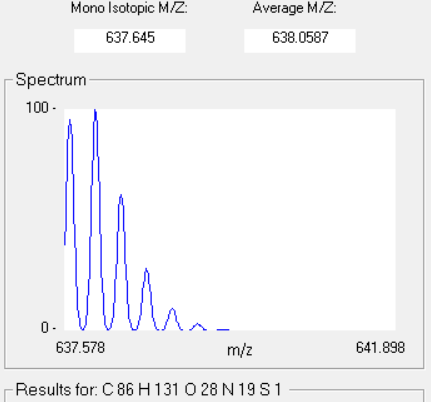 Mono Isotopic M/Z: Average M/Z:
637.645 638.0587
Spectrum
100 -
0 -
637.578 m/z 641.898
Results for: C 86 H 131 O 28 N 19 S 1